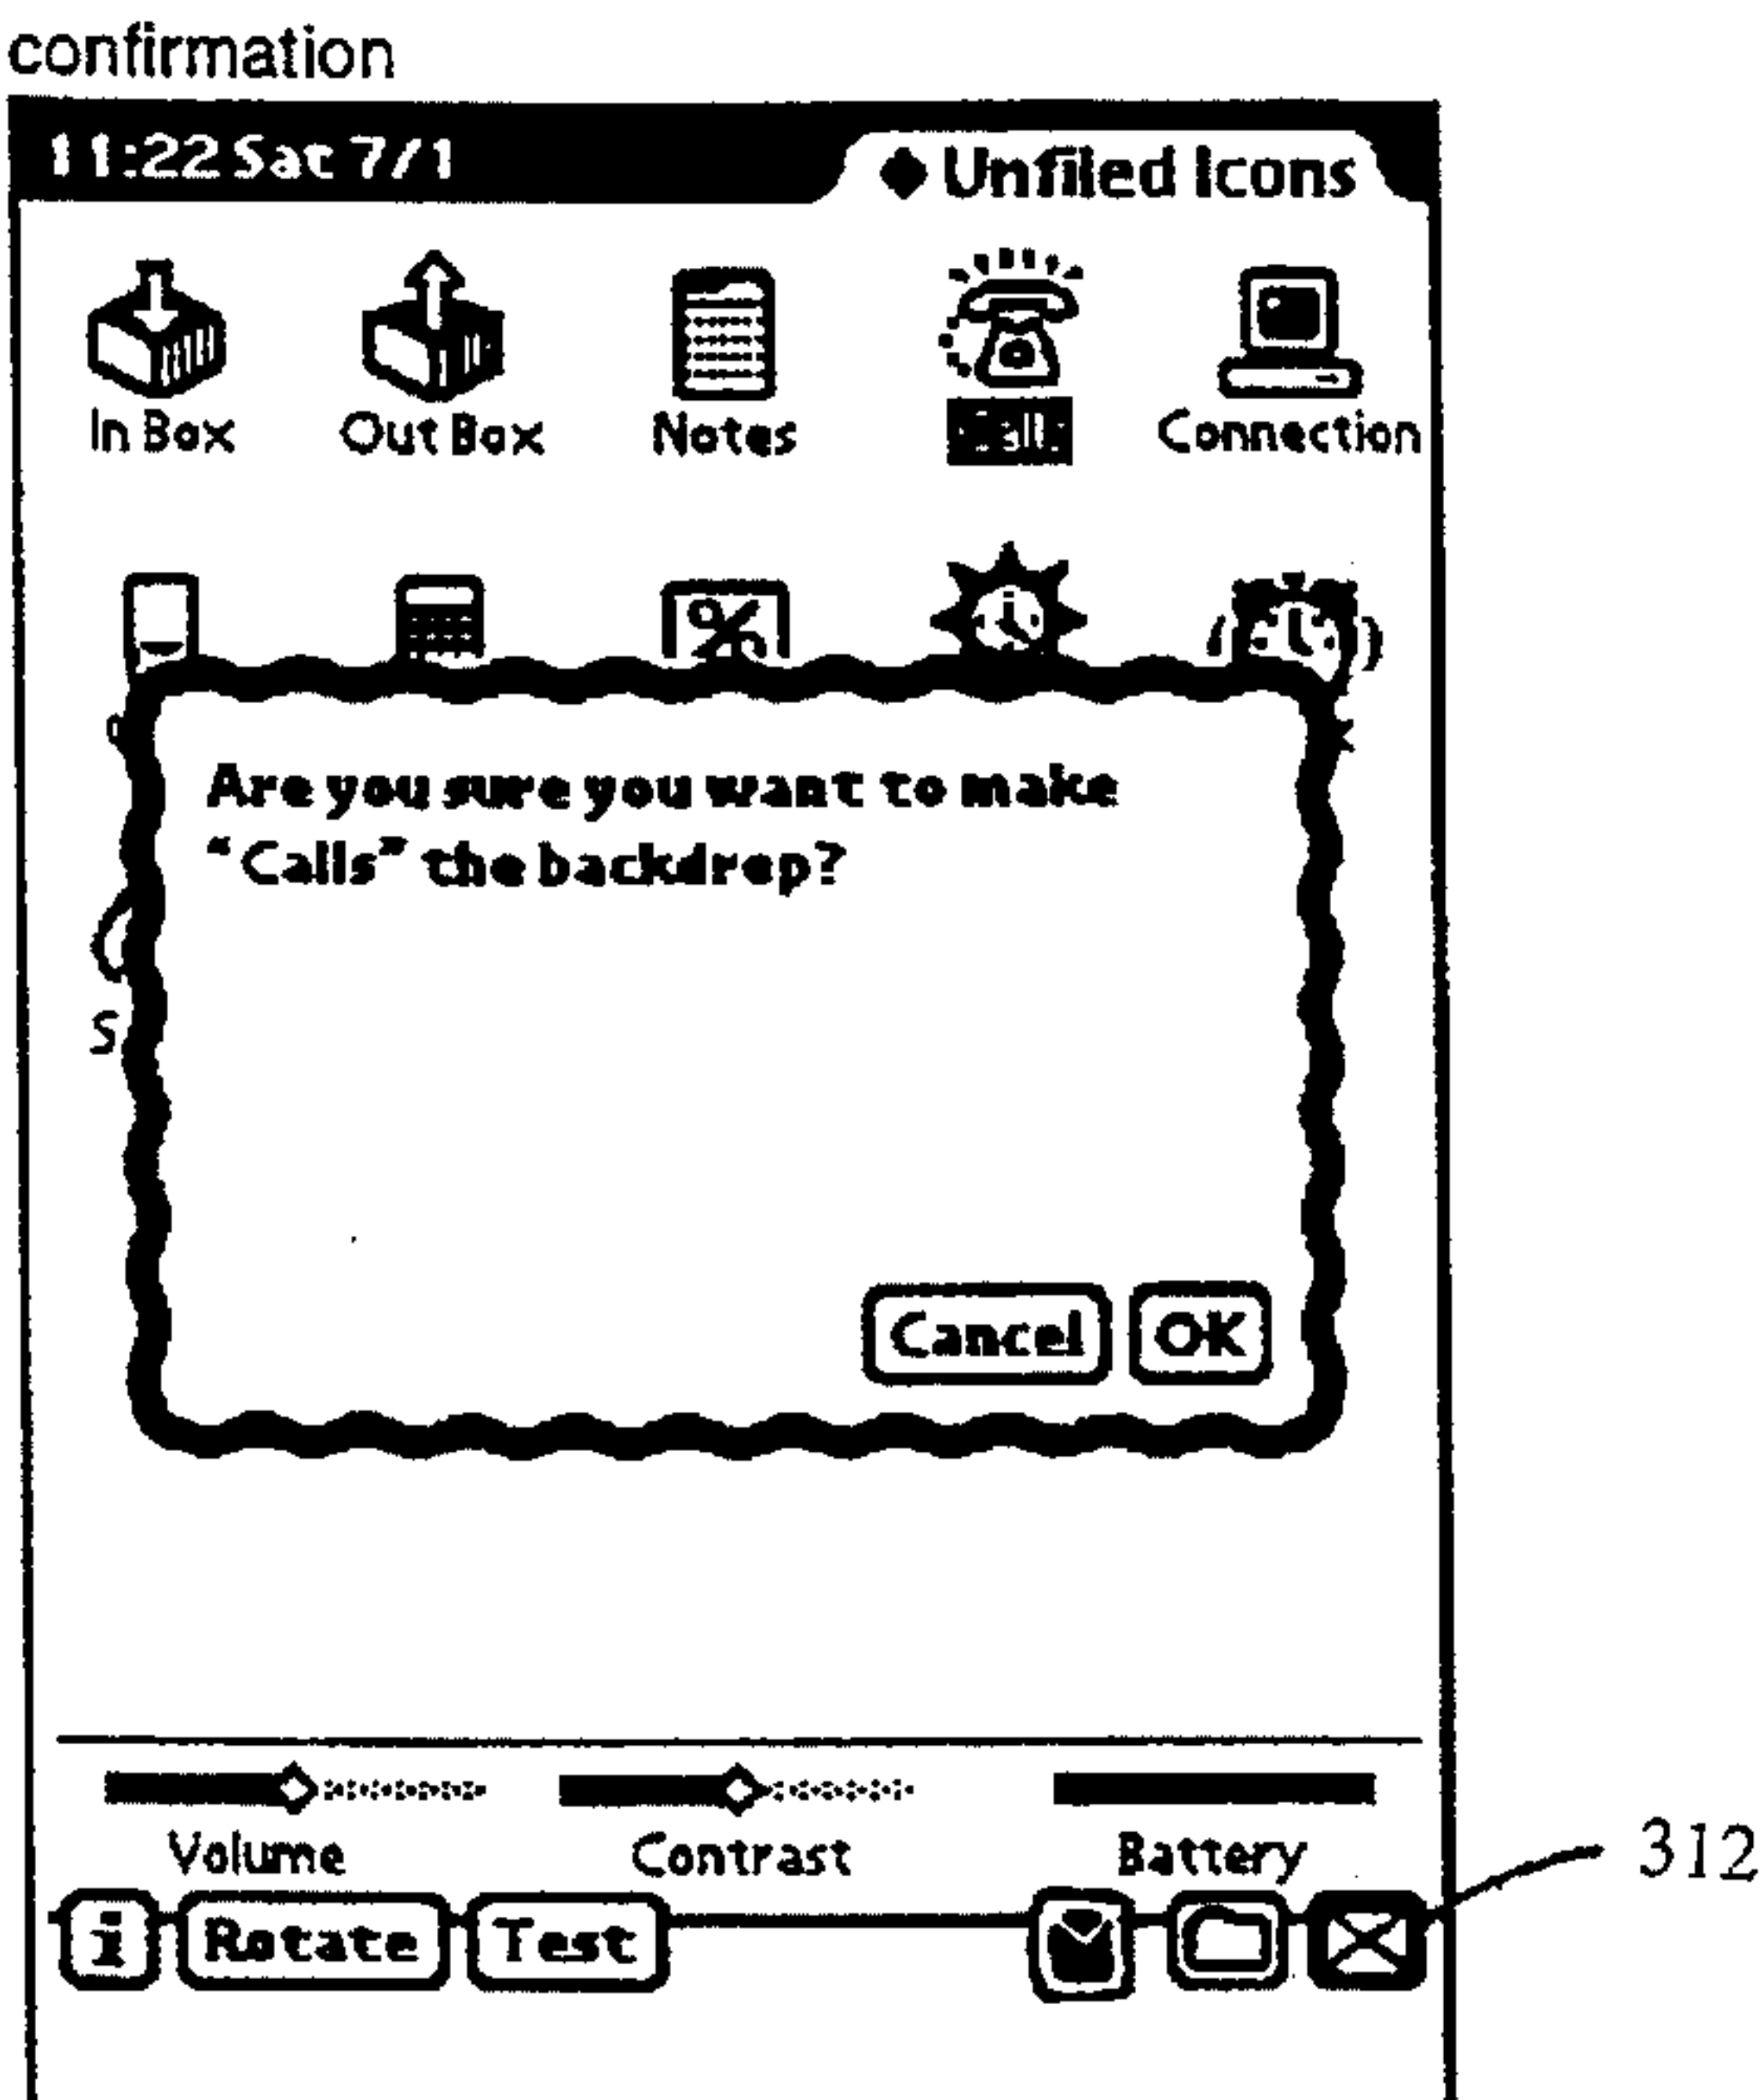 confirmation
11:22 Sat 7/1
Unfiled Icons
In Box Out Box Notes Calls Connection
Are you sure you want to make
“Calls” the backdrop?
S
Cancel OK
Volume Contrast Battery
312
i Rotate Test